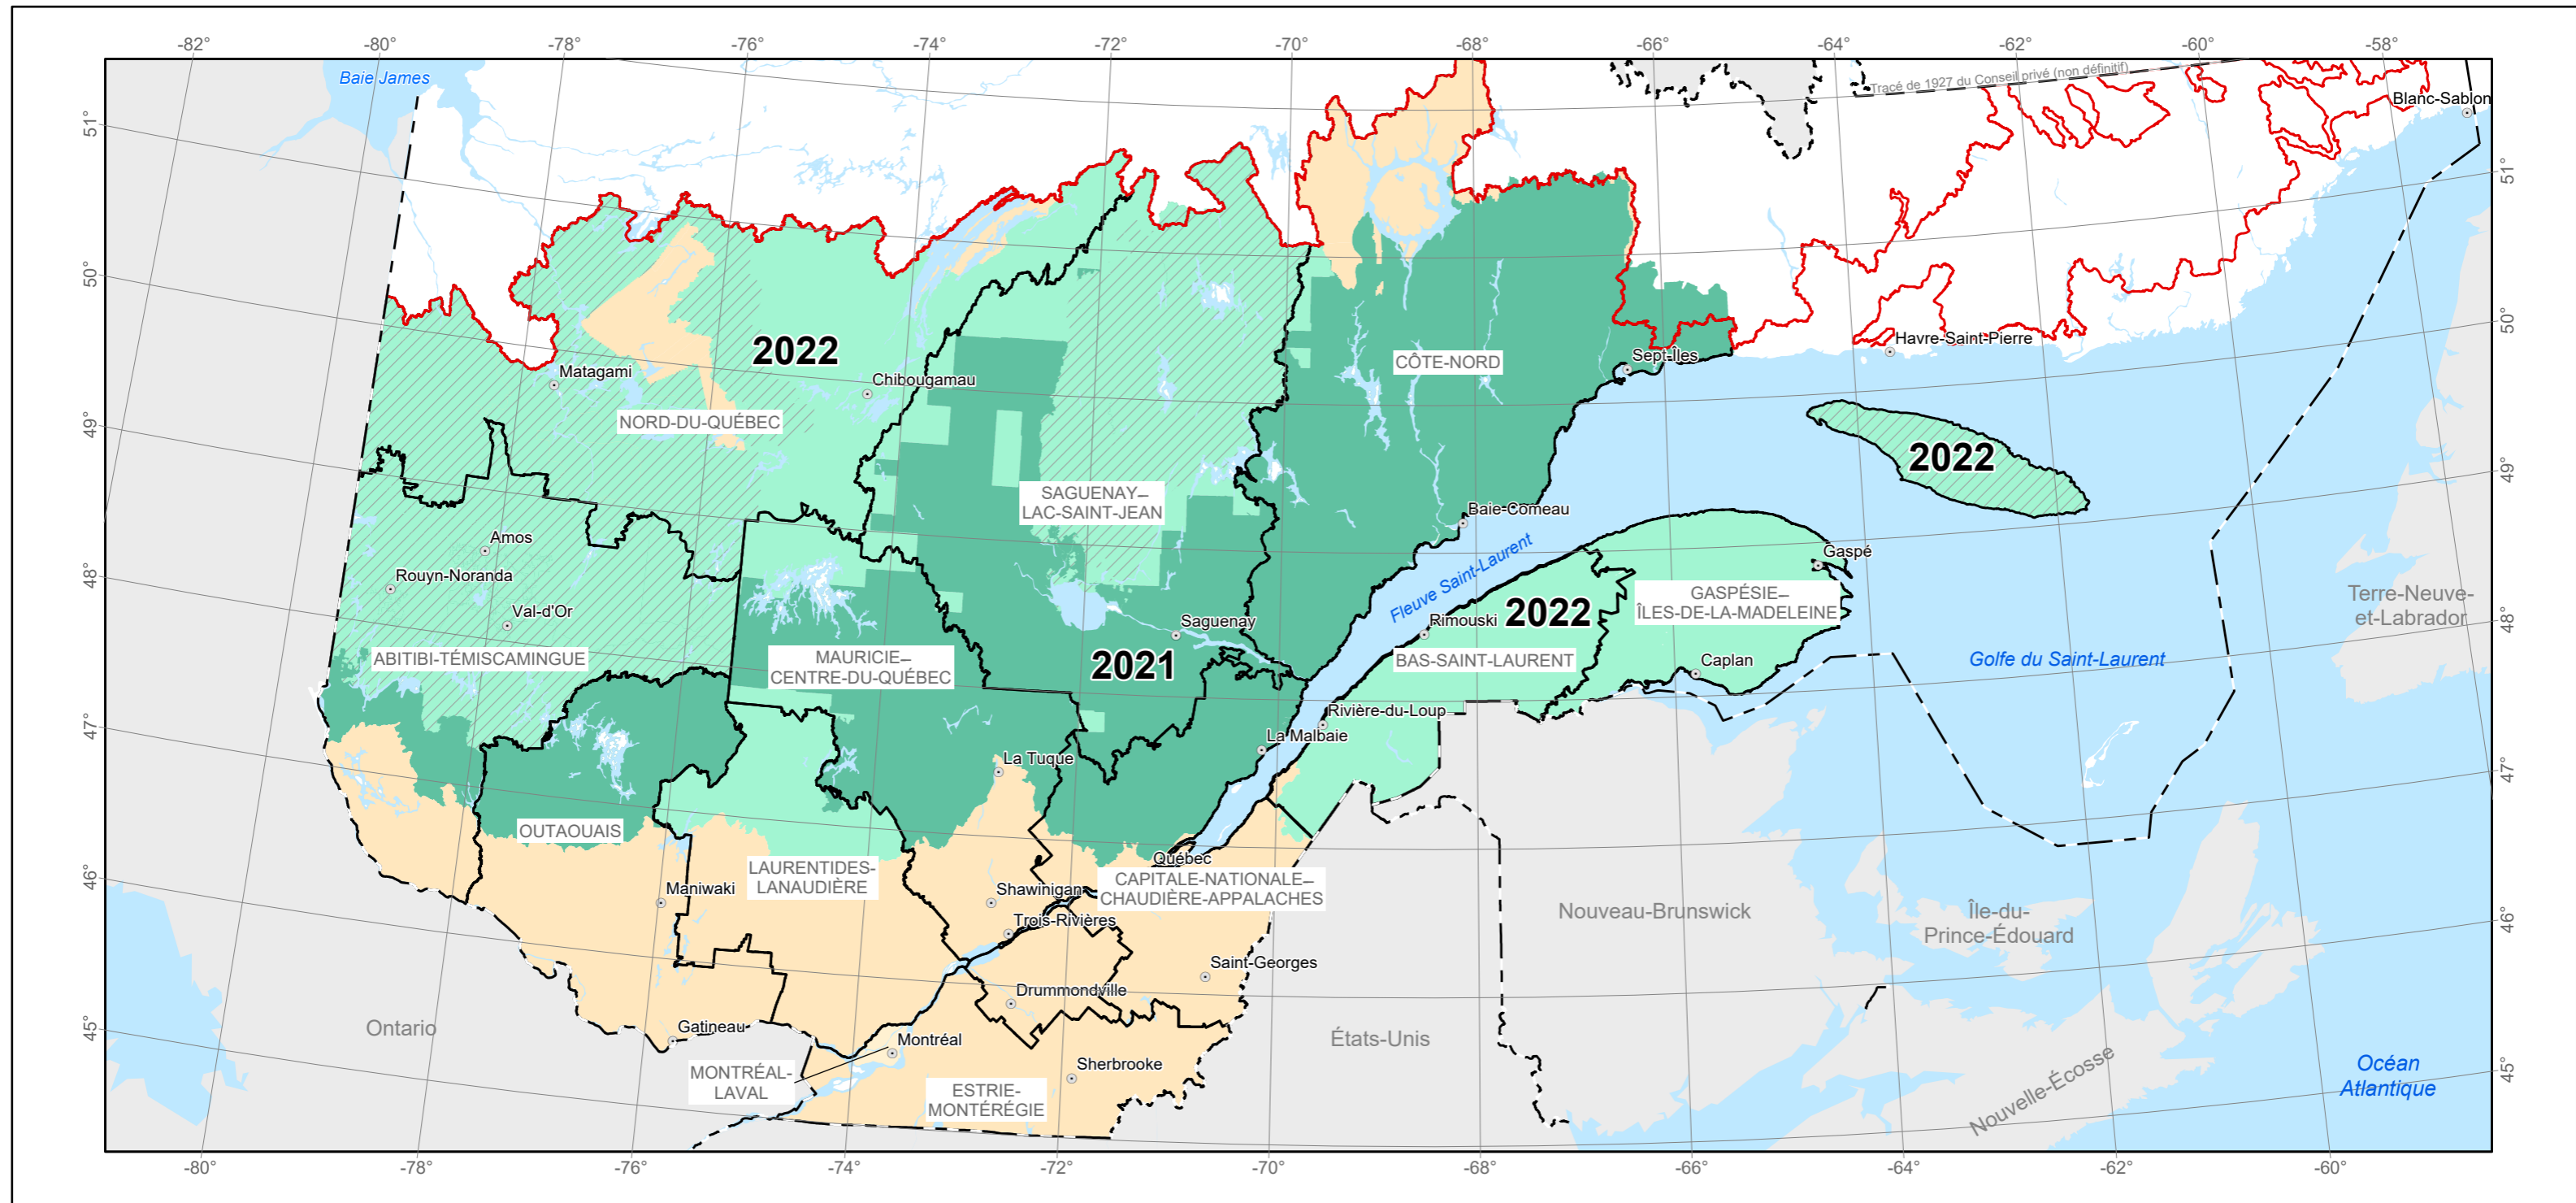 -82°
-80°
-78°
-76°
-74°
-72°
-70°
-68°
-66°
-64°
-62°
-60°
-58°
Baie James
Tracé de 1927 du Conseil privé (non définitif)
Blanc-Sablon
51°
51°
50°
50°
Havre-Saint-Pierre
2022
Sept-Îles
CÔTE-NORD
Matagami
Chibougamau
NORD-DU-QUÉBEC
49°
49°
2022
SAGUENAY–
LAC-SAINT-JEAN
Baie-Comeau
Amos
Gaspé
Rouyn-Noranda
48°
48°
Fleuve Saint-Laurent
GASPÉSIE–
ÎLES-DE-LA-MADELEINE
Terre-Neuve-
et-Labrador
Val-d'Or
Saguenay
Rimouski
2022
ABITIBI-TÉMISCAMINGUE
MAURICIE–
CENTRE-DU-QUÉBEC
2021
BAS-SAINT-LAURENT
Caplan
Golfe du Saint-Laurent
47°
47°
Rivière-du-Loup
La Malbaie
La Tuque
OUTAOUAIS
LAURENTIDES-
LANAUDIÈRE
Québec
CAPITALE-NATIONALE–
CHAUDIÈRE-APPALACHES
46°
46°
Maniwaki
Shawinigan
Trois-Rivières
Nouveau-Brunswick
Île-du-
Prince-Édouard
Saint-Georges
Drummondville
45°
45°
Ontario
Gatineau
Montréal
États-Unis
Sherbrooke
MONTRÉAL-
LAVAL
ESTRIE-
MONTÉRÉGIE
Nouvelle-Écosse
Océan
Atlantique
-80°
-78°
-76°
-74°
-72°
-70°
-68°
-66°
-64°
-62°
-60°